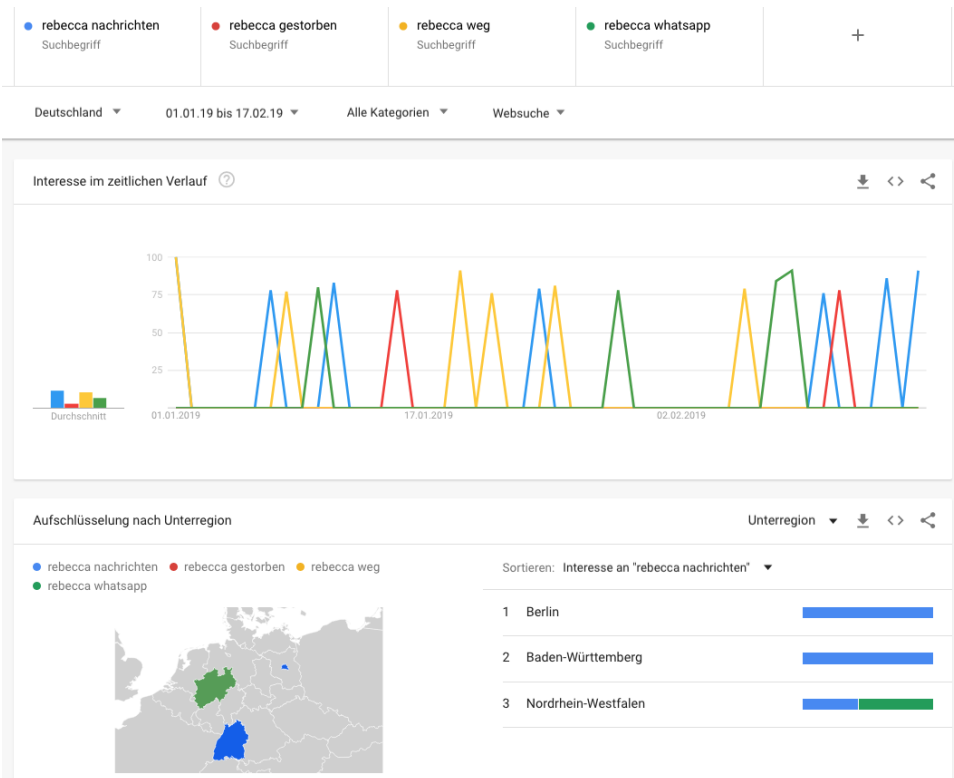 rebecca nachrichten
Suchbegriff
rebecca gestorben
Suchbegriff
rebecca weg
Suchbegriff
rebecca whatsapp
Suchbegriff
+
Deutschland
01.01.19 bis 17.02.19
Alle Kategorien
Websuche
Interesse im zeitlichen Verlauf ?
100
75
50
25
Durchschnitt
01.01.2019
17.01.2019
02.02.2019
Aufschlüsselung nach Unterregion
Unterregion
rebecca nachrichten
rebecca gestorben
rebecca weg
rebecca whatsapp
Sortieren: Interesse an "rebecca nachrichten"
1 Berlin
2 Baden-Württemberg
3 Nordrhein-Westfalen